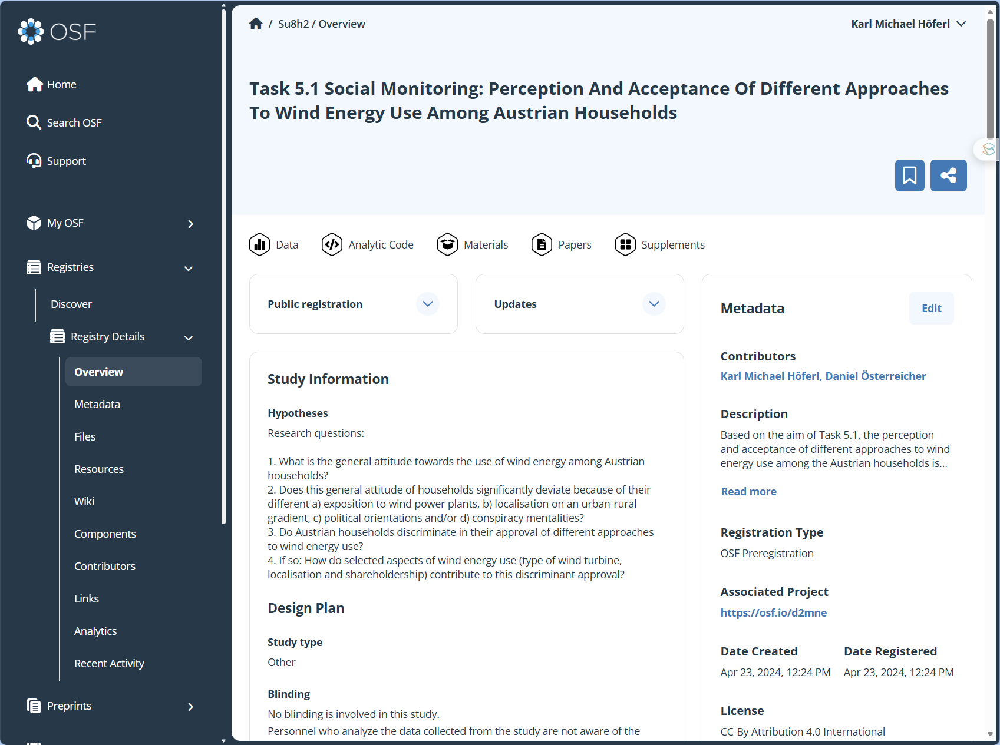 OSF
Home
Search OSF
Support
My OSF
Registries
Discover
Registry Details
Overview
Metadata
Files
Resources
Wiki
Components
Contributors
Links
Analytics
Recent Activity
Preprints
/ Su8h2 / Overview
Karl Michael Höferl
Task 5.1 Social Monitoring: Perception And Acceptance Of Different Approaches
To Wind Energy Use Among Austrian Households
Data
Analytic Code
Materials
Papers
Supplements
Public registration
Updates
Study Information
Hypotheses
Research questions:
1. What is the general attitude towards the use of wind energy among Austrian
households?
2. Does this general attitude of households significantly deviate because of their
different a) exposition to wind power plants, b) localisation on an urban-rural
gradient, c) political orientations and/or d) conspiracy mentalities?
3. Do Austrian households discriminate in their approval of different approaches
to wind energy use?
4. If so: How do selected aspects of wind energy use (type of wind turbine,
localisation and shareholdership) contribute to this discriminant approval?
Design Plan
Study type
Other
Blinding
No blinding is involved in this study.
Personnel who analyze the data collected from the study are not aware of the
Metadata
Edit
Contributors
Karl Michael Höferl, Daniel Österreicher
Description
Based on the aim of Task 5.1, the perception
and acceptance of different approaches to wind
energy use among the Austrian households is...
Read more
Registration Type
OSF Preregistration
Associated Project
https://osf.io/d2mne
Date Created
Apr 23, 2024, 12:24 PM
Date Registered
Apr 23, 2024, 12:24 PM
License
CC-By Attribution 4.0 International